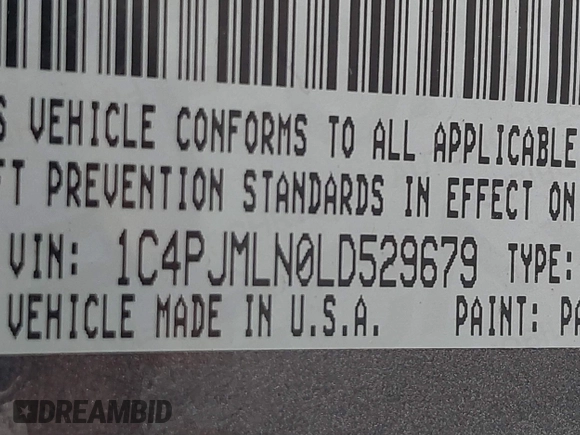 VEHICLE CONFORMS TO ALL APPLICABLE
PREVENTION STANDARDS IN EFFECT ON
VIN: 1C4PJMLN0LD529679 TYPE:
VEHICLE MADE IN U.S.A. PAINT:
DREAMBID